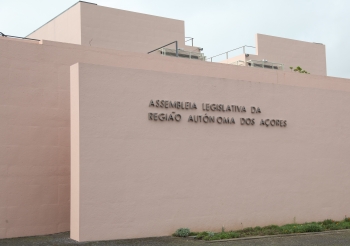 ASSEMBLEIA LEGISLATIVA DA
REGIÃO AUTÓNOMA DOS AÇORES